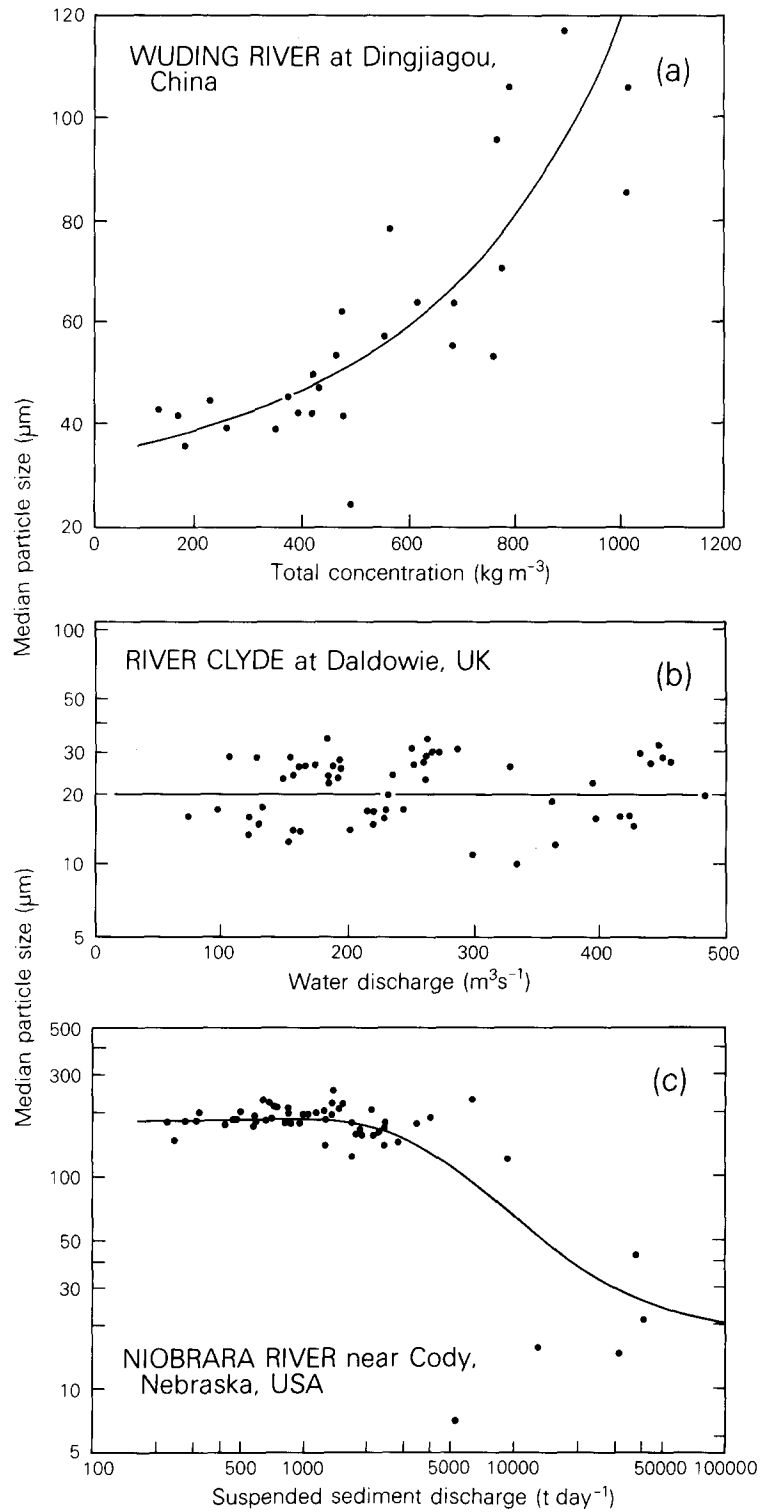 120
100
80
60
40
20
WUDING RIVER at Dingjiagou,
China
(a)
0 200 400 600 800 1000 1200
Total concentration (kg m⁻³)
Median particle size (μm)
100
50
30
20
10
5
RIVER CLYDE at Daldowie, UK
(b)
0 100 200 300 400 500
Water discharge (m³s⁻¹)
Median particle size (μm)
500
300
100
50
30
10
5
(c)
NIOBRARA RIVER near Cody,
Nebraska, USA
100 500 1000 5000 10000 50000 100000
Suspended sediment discharge (t day⁻¹)